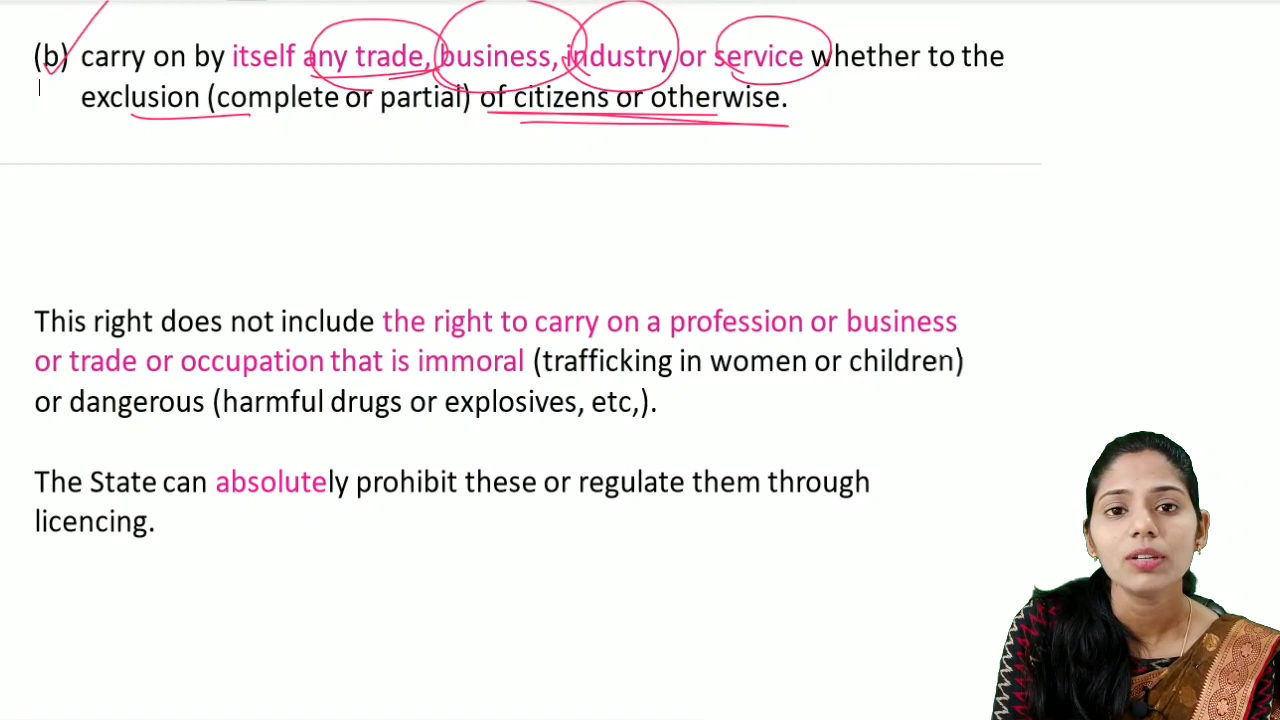 (b) carry on by itself any trade, business, industry or service whether to the
exclusion (complete or partial) of citizens or otherwise.
This right does not include the right to carry on a profession or business
or trade or occupation that is immoral (trafficking in women or children)
or dangerous (harmful drugs or explosives, etc,).
The State can absolutely prohibit these or regulate them through
licencing.